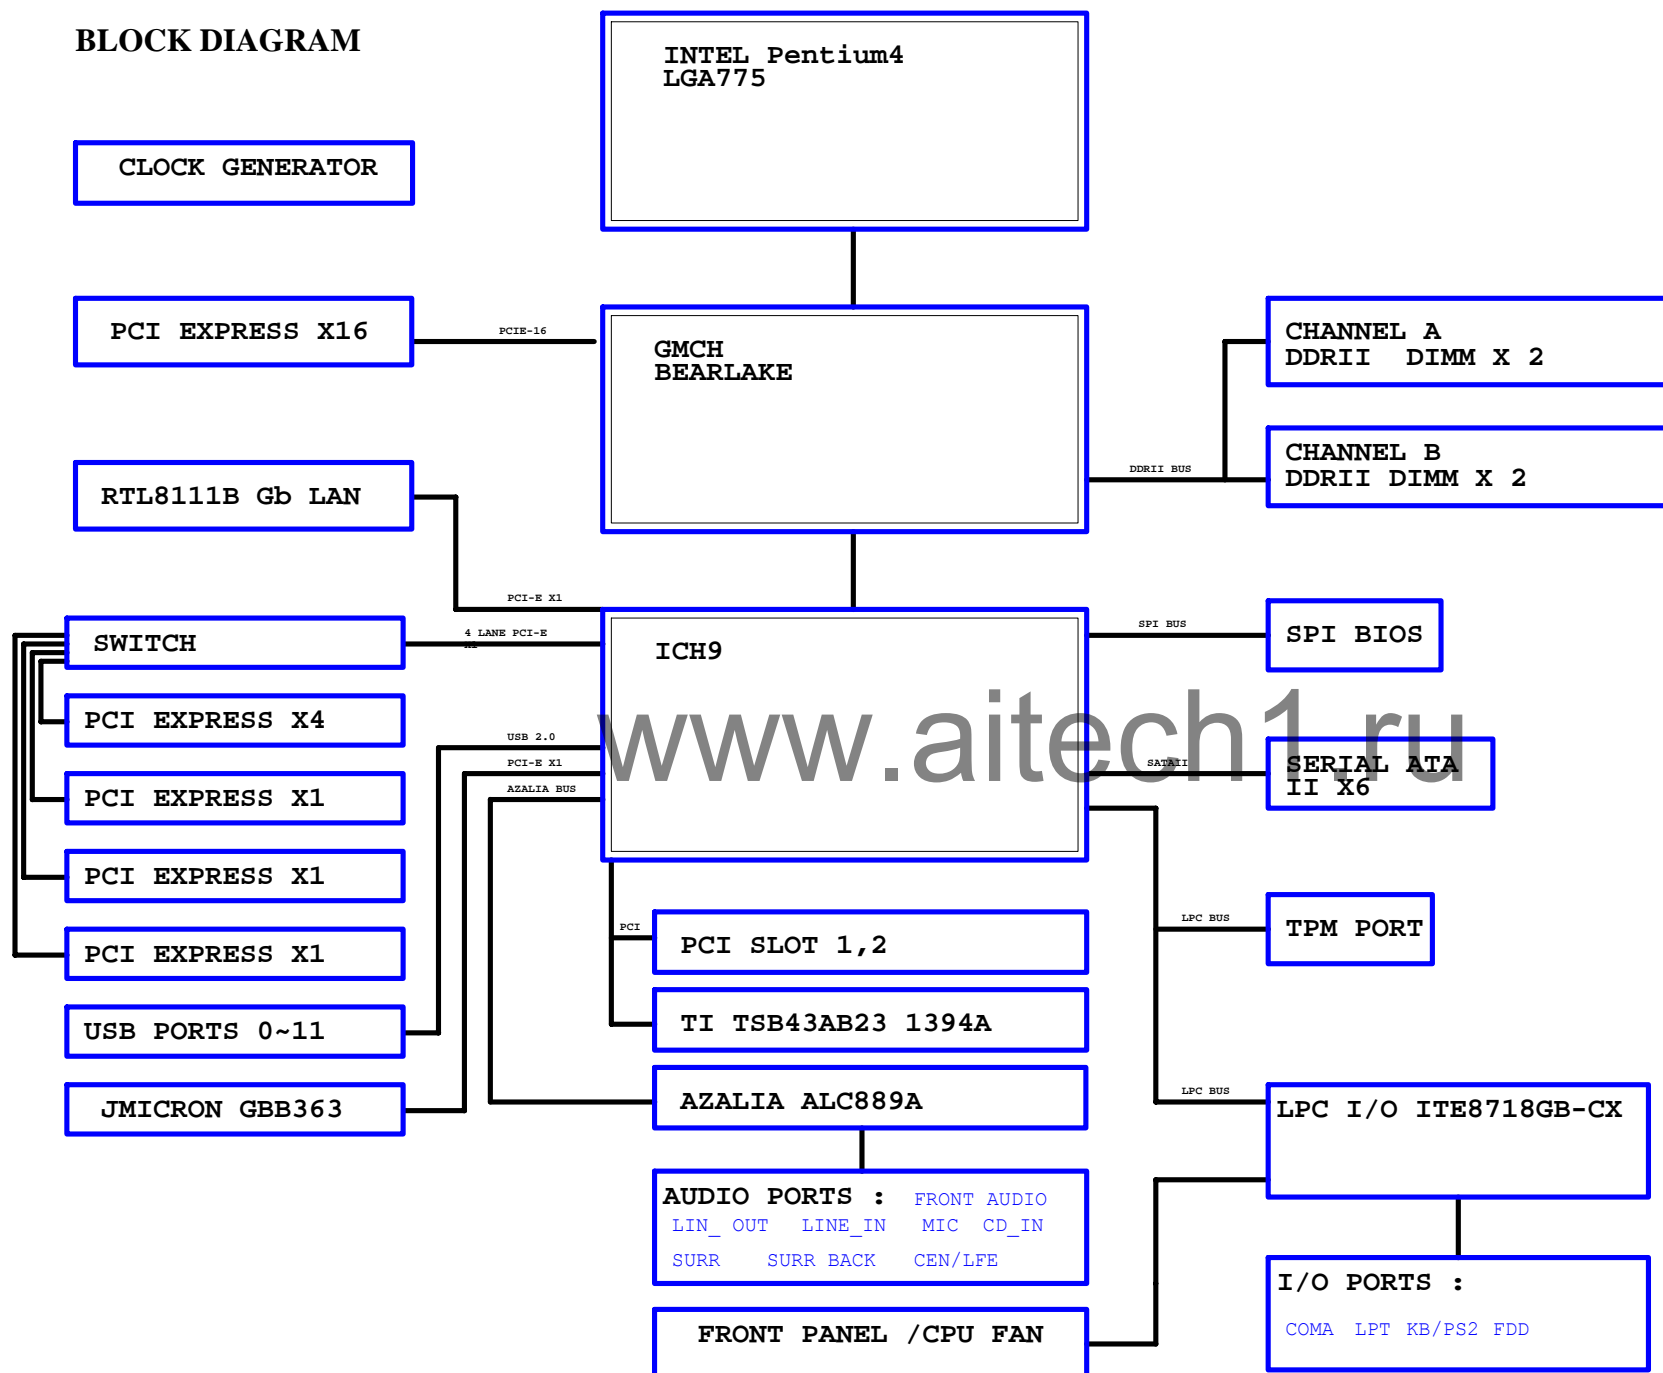 BLOCK DIAGRAM
INTEL Pentium4
LGA775
CLOCK GENERATOR
PCI EXPRESS X16
PCIE-16
GMCH
BEARLAKE
CHANNEL A
DDRII DIMM X 2
CHANNEL B
DDRII DIMM X 2
DDRII BUS
RTL8111B Gb LAN
PCI-E X1
SWITCH
4 LANE PCI-E
X1
ICH9
SPI BUS
SPI BIOS
www.aitech1.ru
PCI EXPRESS X4
USB 2.0
PCI-E X1
AZALIA BUS
SATAII
SERIAL ATA
II X6
PCI EXPRESS X1
PCI EXPRESS X1
PCI EXPRESS X1
PCI
PCI SLOT 1,2
LPC BUS
TPM PORT
USB PORTS 0~11
TI TSB43AB23 1394A
JMICRON GBB363
AZALIA ALC889A
LPC BUS
LPC I/O ITE8718GB-CX
AUDIO PORTS : FRONT AUDIO
LIN_ OUT LINE_IN MIC CD_IN
SURR SURR BACK CEN/LFE
I/O PORTS :
COMA LPT KB/PS2 FDD
FRONT PANEL /CPU FAN